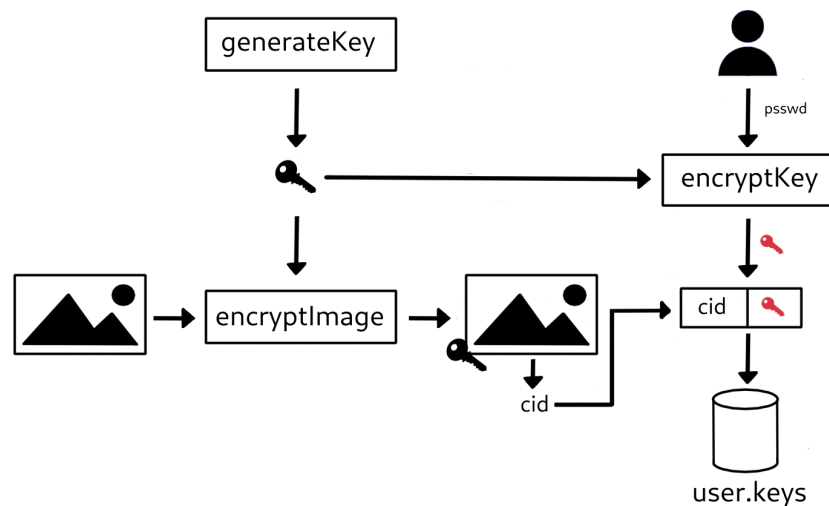 generateKey
psswd
encryptKey
encryptImage
cid
cid
user.keys